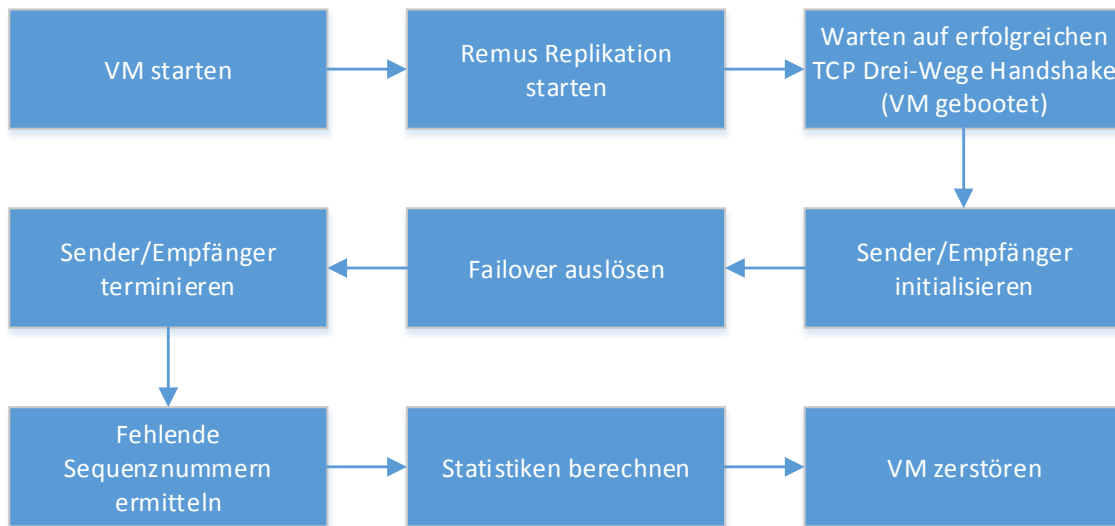 VM starten
Remus Replikation
starten
Warten auf erfolgreichen
TCP Drei-Wege Handshake
(VM gebootet)
Sender/Empfänger
terminieren
Failover auslösen
Sender/Empfänger
initialisieren
Fehlende
Sequenznummern
ermitteln
Statistiken berechnen
VM zerstören